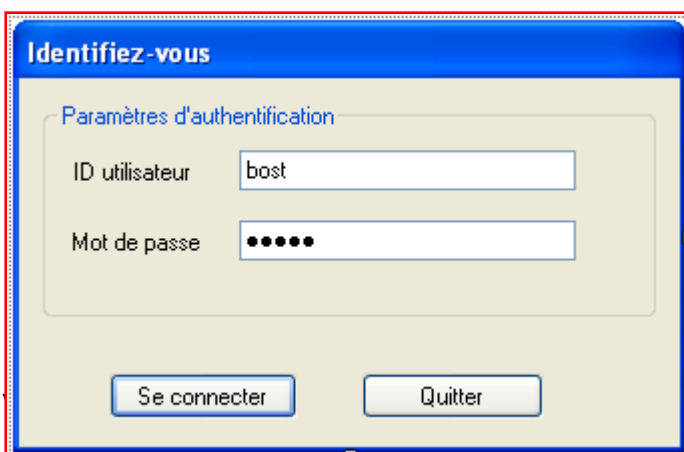 Identifiez-vous
Paramètres d'authentification
ID utilisateur bost
Mot de passe •••••
Se connecter Quitter